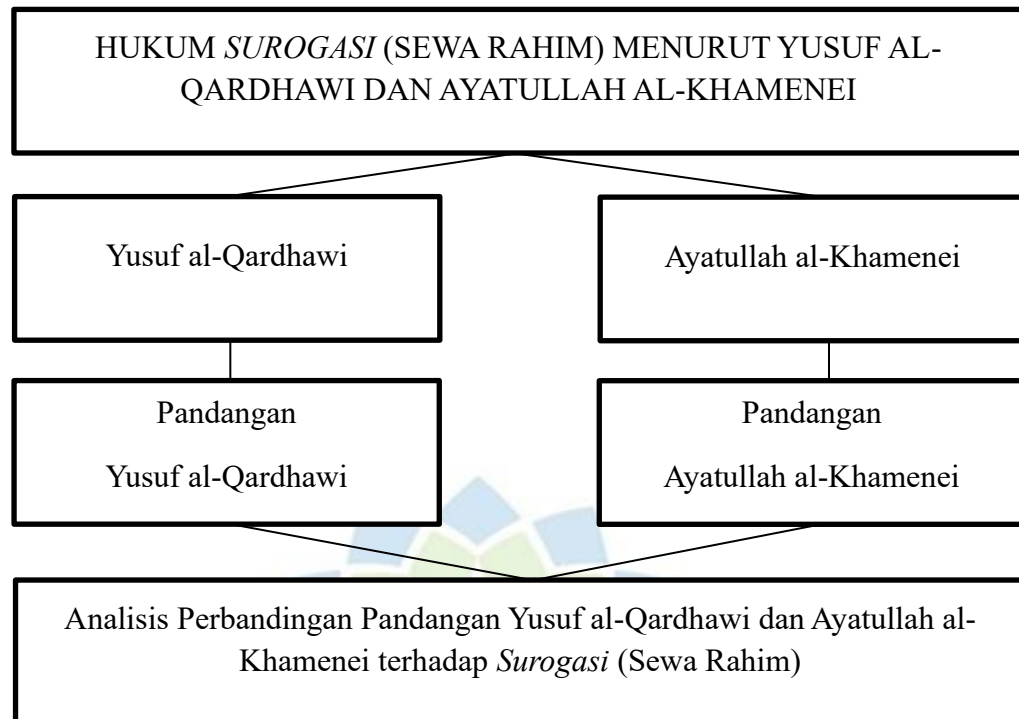 HUKUM SUROGASI (SEWA RAHIM) MENURUT YUSUF AL-
QARDHAWI DAN AYATULLAH AL-KHAMENEI
Yusuf al-Qardhawi
Ayatullah al-Khamenei
Pandangan
Yusuf al-Qardhawi
Pandangan
Ayatullah al-Khamenei
Analisis Perbandingan Pandangan Yusuf al-Qardhawi dan Ayatullah al-
Khamenei terhadap Surogasi (Sewa Rahim)